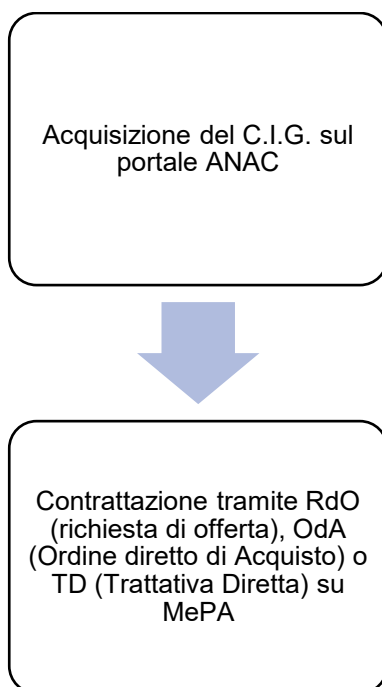 Acquisizione del C.I.G. sul
portale ANAC
Contrattazione tramite RdO
(richiesta di offerta), OdA
(Ordine diretto di Acquisto) o
TD (Trattativa Diretta) su
MePA